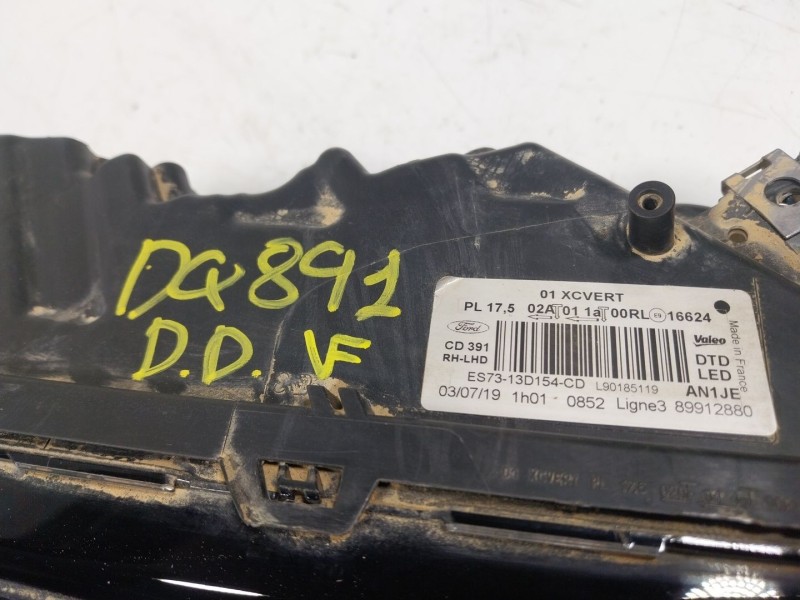 DQ891
D.D. VF
01 XCVERT
PL 17,5 02A 01 1a 00RL 16624
Ford
CD 391
RH-LHD
Valeo
DTD
LED
Made in France
ES73-13D154-CD L90185119 AN1JE
03/07/19 1h01 - 0852 Ligne3 89912880